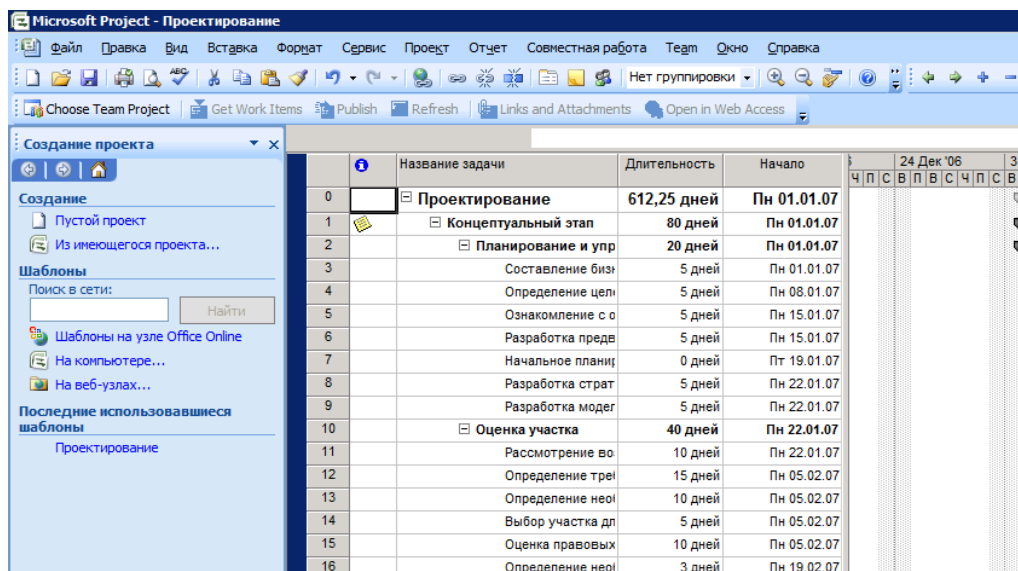 Microsoft Project - Проектирование
Файл Правка Вид Вставка Формат Сервис Проект Отчет Совместная работа Team Окно Справка
ABC Нет группировки
Choose Team Project Get Work Items Publish Refresh Links and Attachments Open in Web Access
Создание проекта
Создание
Пустой проект
Из имеющегося проекта...
Шаблоны
Поиск в сети:
Найти
Шаблоны на узле Office Online
На компьютере...
На веб-узлах...
Последние использовавшиеся
шаблоны
Проектирование
Название задачи Длительность Начало 24 Дек '06 3
Ч П С В П В С Ч П С В
0 Проектирование 612,25 дней Пн 01.01.07
1 Концептуальный этап 80 дней Пн 01.01.07
2 Планирование и упр 20 дней Пн 01.01.07
3 Составление бизн 5 дней Пн 01.01.07
4 Определение цел 5 дней Пн 08.01.07
5 Ознакомление с о 5 дней Пн 15.01.07
6 Разработка предв 5 дней Пн 15.01.07
7 Начальное планир 0 дней Пт 19.01.07
8 Разработка страт 5 дней Пн 22.01.07
9 Разработка модел 5 дней Пн 22.01.07
10 Оценка участка 40 дней Пн 22.01.07
11 Рассмотрение во 10 дней Пн 22.01.07
12 Определение тре 15 дней Пн 05.02.07
13 Определение нео 10 дней Пн 05.02.07
14 Выбор участка дл 5 дней Пн 05.02.07
15 Оценка правовых 10 дней Пн 05.02.07
16 Определение нео 3 дней Пн 19.02.07